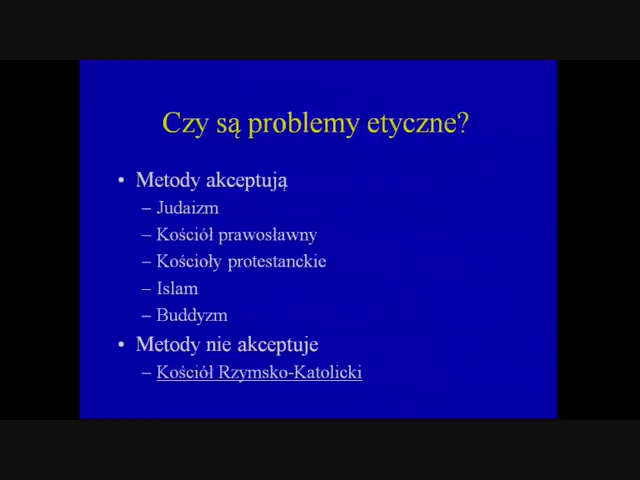 Czy są problemy etyczne?
• Metody akceptują
– Judaizm
– Kościół prawosławny
– Kościoły protestanckie
– Islam
– Buddyzm
• Metody nie akceptuje
– Kościół Rzymsko-Katolicki